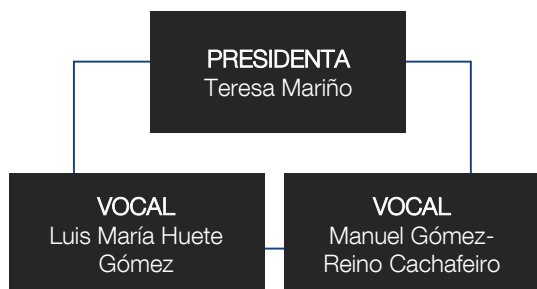 PRESIDENTA
Teresa Mariño
VOCAL
Luis María Huete
Gómez
VOCAL
Manuel Gómez-
Reino Cachafeiro